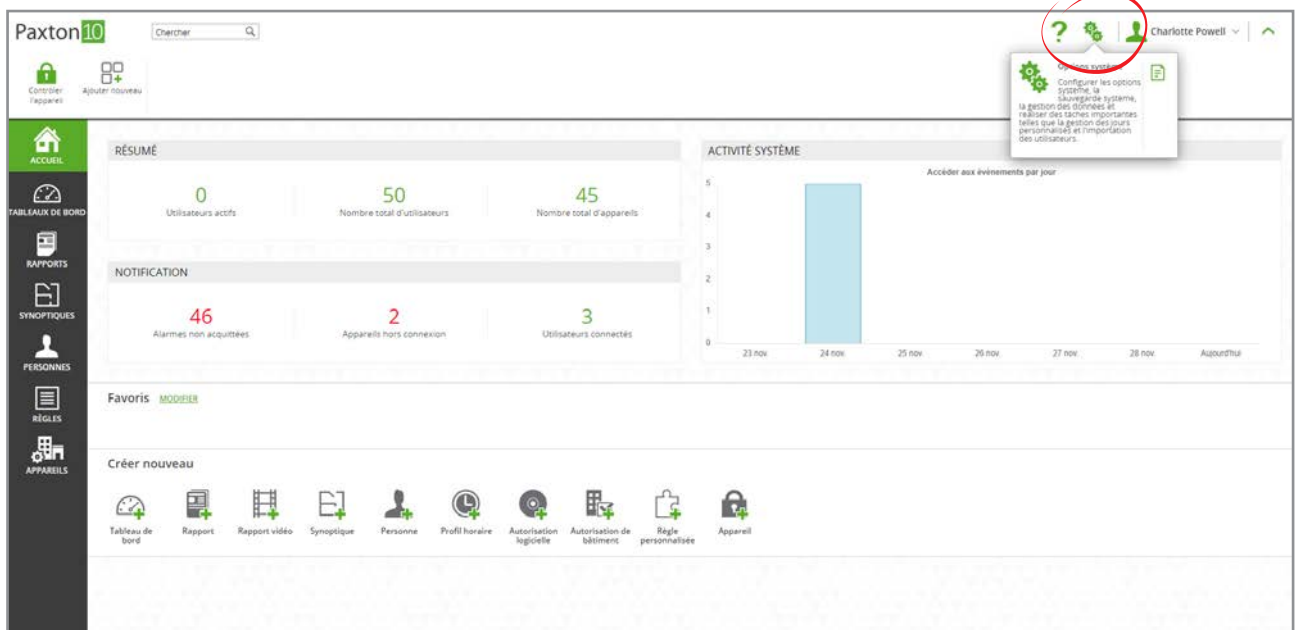 Paxton 10
Chercher
?
Charlotte Powell
Contrôler
l'appareil
Ajouter nouveau
Options système
Configurer les options
système, la
sauvegarde système,
la gestion des données et
réaliser des tâches importantes
telles que la gestion des jours
personnalisés et l'importation
des utilisateurs.
ACCUEIL
TABLEAUX DE BORD
RAPPORTS
SYNOPTIQUES
PERSONNES
RÈGLES
APPAREILS
RÉSUMÉ
0
Utilisateurs actifs
50
Nombre total d'utilisateurs
45
Nombre total d'appareils
NOTIFICATION
46
Alarmes non acquittées
2
Appareils hors connexion
3
Utilisateurs connectés
ACTIVITÉ SYSTÈME
Accéder aux évènements par jour
5
4
3
2
1
0
23 nov.
24 nov.
25 nov.
26 nov.
27 nov.
28 nov.
Aujourd'hui
Favoris MODIFIER
Créer nouveau
Tableau de
bord
Rapport
Rapport vidéo
Synoptique
Personne
Profil horaire
Autorisation
logicielle
Autorisation de
bâtiment
Règle
personnalisée
Appareil